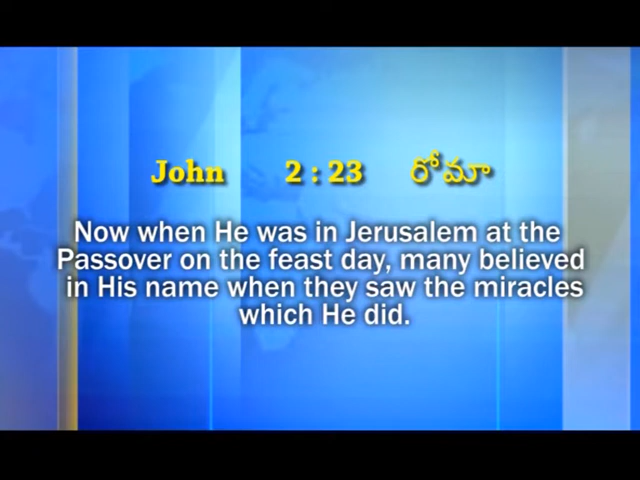 John 2 : 23 రోమా
Now when He was in Jerusalem at the
Passover on the feast day, many believed
in His name when they saw the miracles
which He did.